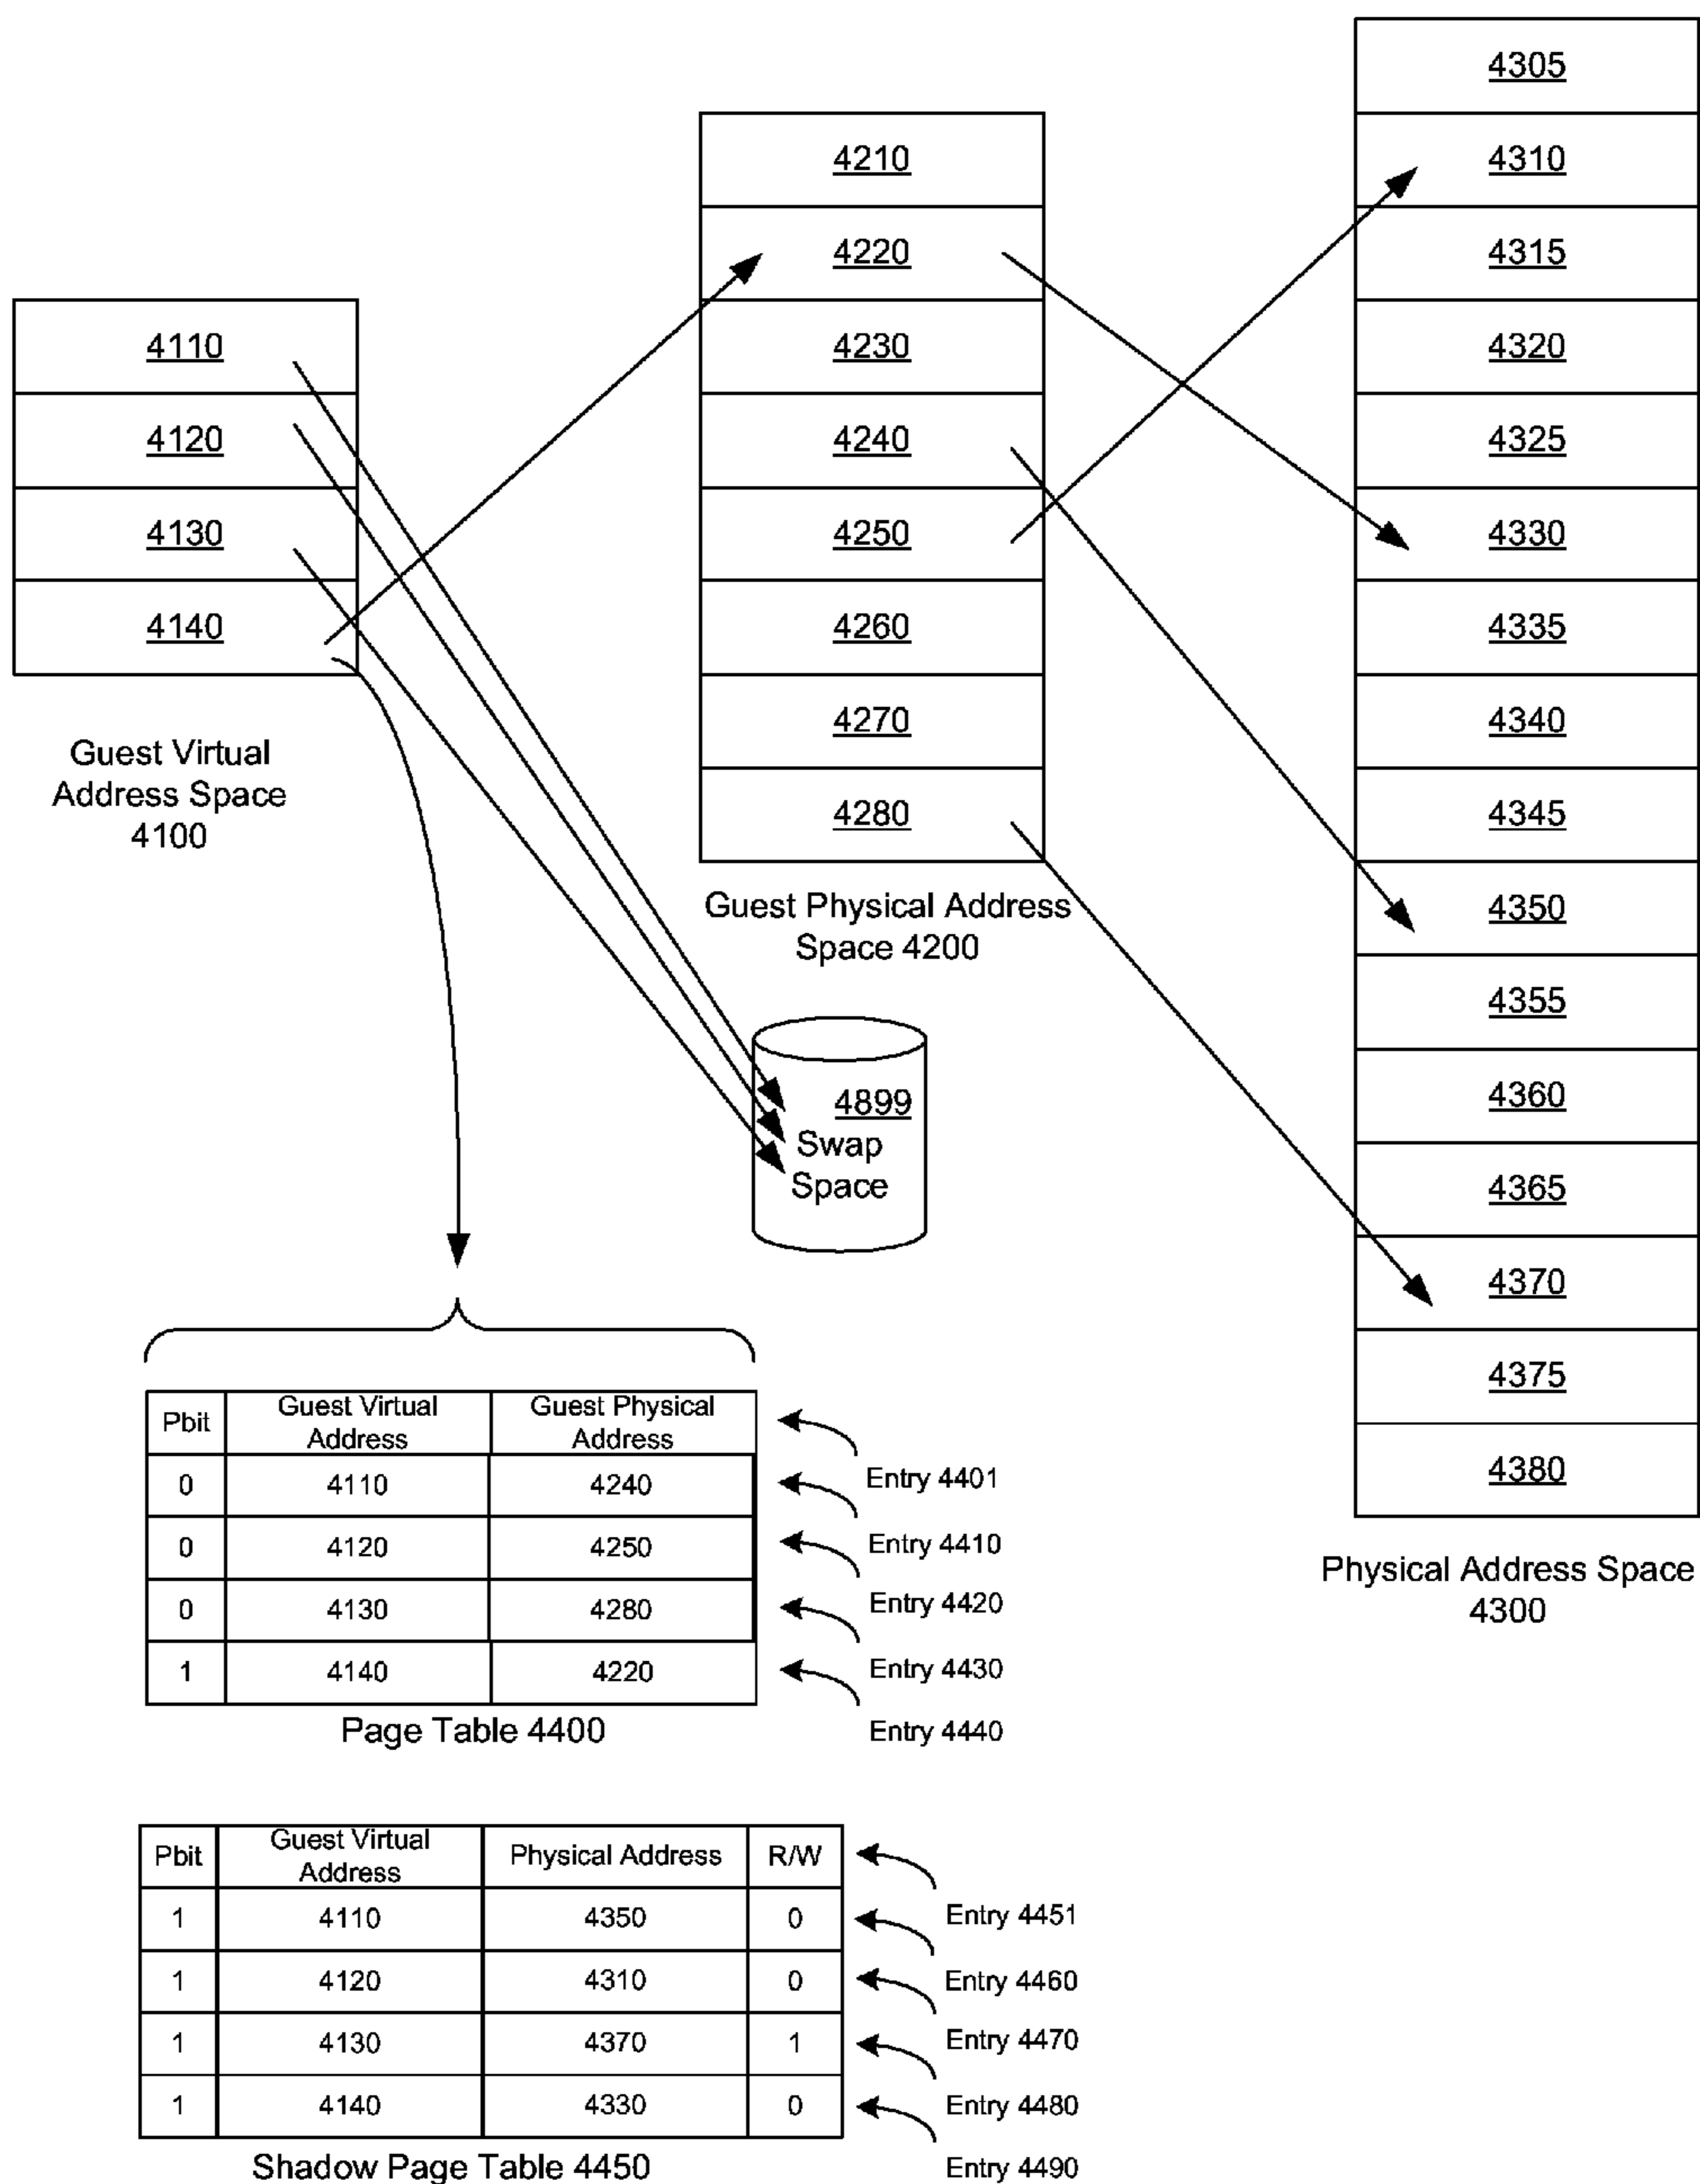 4110
4120
4130
4140
Guest Virtual
Address Space
4100
4210
4220
4230
4240
4250
4260
4270
4280
Guest Physical Address
Space 4200
4899
Swap
Space
4305
4310
4315
4320
4325
4330
4335
4340
4345
4350
4355
4360
4365
4370
4375
4380
Physical Address Space
4300
Pbit Guest Virtual Address Guest Physical Address
0 4110 4240
0 4120 4250
0 4130 4280
1 4140 4220
Entry 4401
Entry 4410
Entry 4420
Entry 4430
Entry 4440
Page Table 4400
Pbit Guest Virtual Address Physical Address R/W
1 4110 4350 0
1 4120 4310 0
1 4130 4370 1
1 4140 4330 0
Entry 4451
Entry 4460
Entry 4470
Entry 4480
Entry 4490
Shadow Page Table 4450